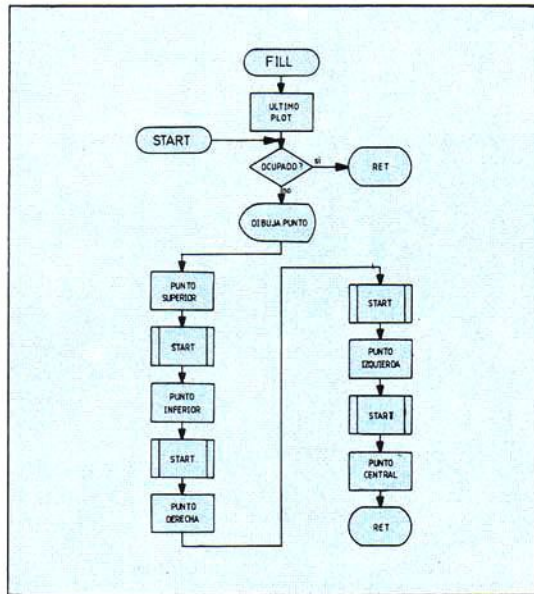 FILL
ULTIMO
PLOT
START
OCUPADO?
si
RET
no
DIBUJA PUNTO
PUNTO
SUPERIOR
START
PUNTO
INFERIOR
START
PUNTO
DERECHA
START
PUNTO
IZQUIERDA
START
PUNTO
CENTRAL
RET